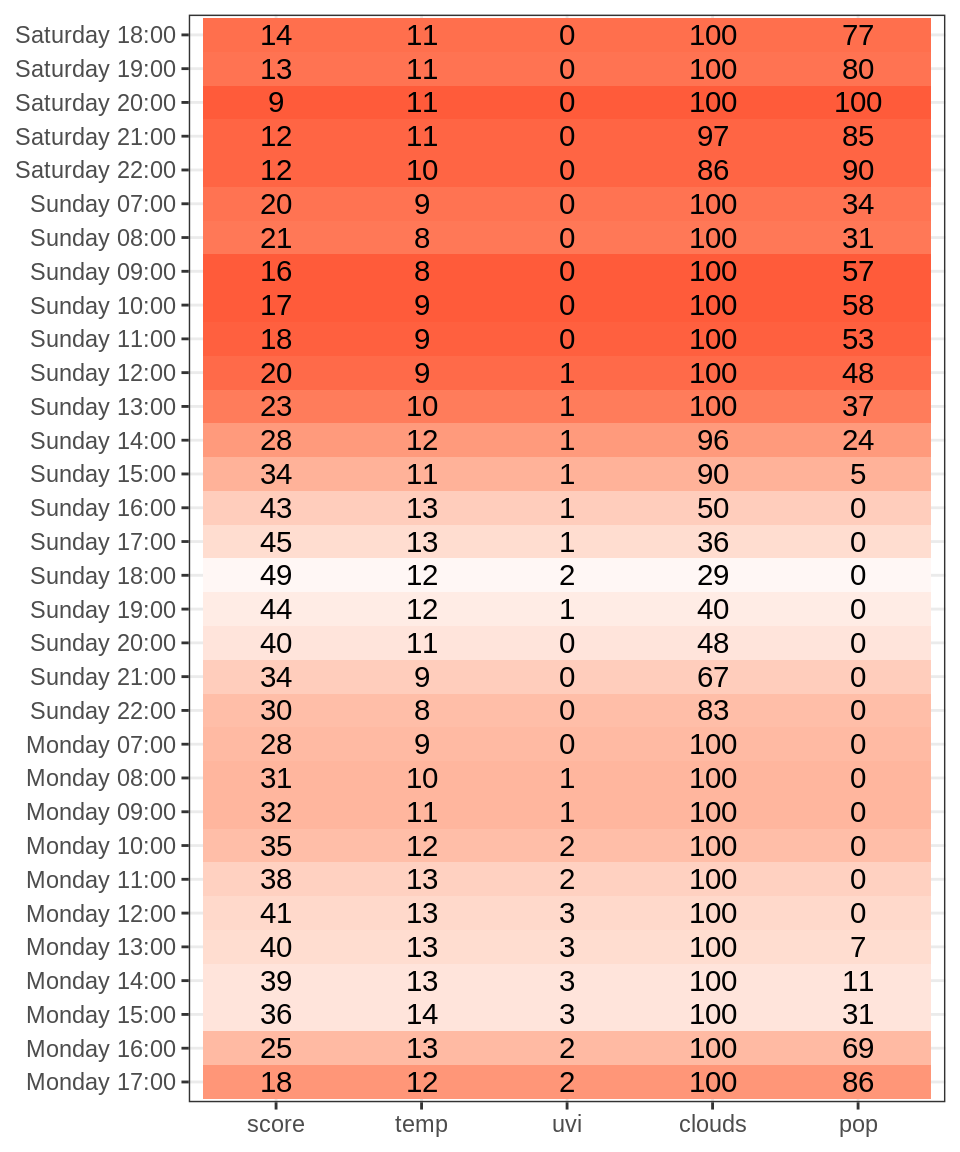 Saturday 18:00 14 11 0 100 77
Saturday 19:00 13 11 0 100 80
Saturday 20:00 9 11 0 100 100
Saturday 21:00 12 11 0 97 85
Saturday 22:00 12 10 0 86 90
Sunday 07:00 20 9 0 100 34
Sunday 08:00 21 8 0 100 31
Sunday 09:00 16 8 0 100 57
Sunday 10:00 17 9 0 100 58
Sunday 11:00 18 9 0 100 53
Sunday 12:00 20 9 1 100 48
Sunday 13:00 23 10 1 100 37
Sunday 14:00 28 12 1 96 24
Sunday 15:00 34 11 1 90 5
Sunday 16:00 43 13 1 50 0
Sunday 17:00 45 13 1 36 0
Sunday 18:00 49 12 2 29 0
Sunday 19:00 44 12 1 40 0
Sunday 20:00 40 11 0 48 0
Sunday 21:00 34 9 0 67 0
Sunday 22:00 30 8 0 83 0
Monday 07:00 28 9 0 100 0
Monday 08:00 31 10 1 100 0
Monday 09:00 32 11 1 100 0
Monday 10:00 35 12 2 100 0
Monday 11:00 38 13 2 100 0
Monday 12:00 41 13 3 100 0
Monday 13:00 40 13 3 100 7
Monday 14:00 39 13 3 100 11
Monday 15:00 36 14 3 100 31
Monday 16:00 25 13 2 100 69
Monday 17:00 18 12 2 100 86
score temp uvi clouds pop